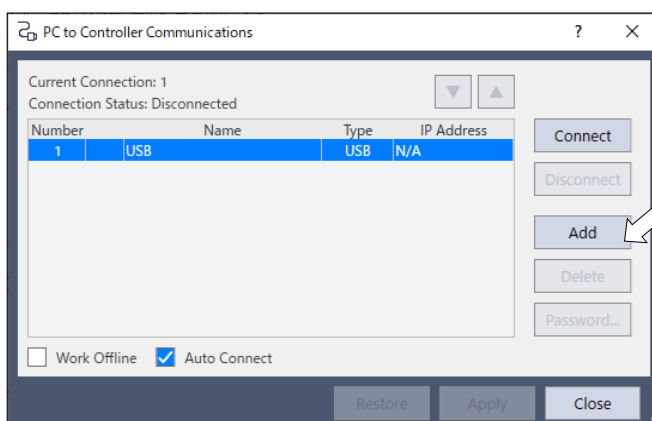 PC to Controller Communications
Current Connection: 1
Connection Status: Disconnected
Number Name Type IP Address
1 USB USB N/A
Connect
Disconnect
Add
Delete
Password...
Work Offline Auto Connect
Restore Apply Close